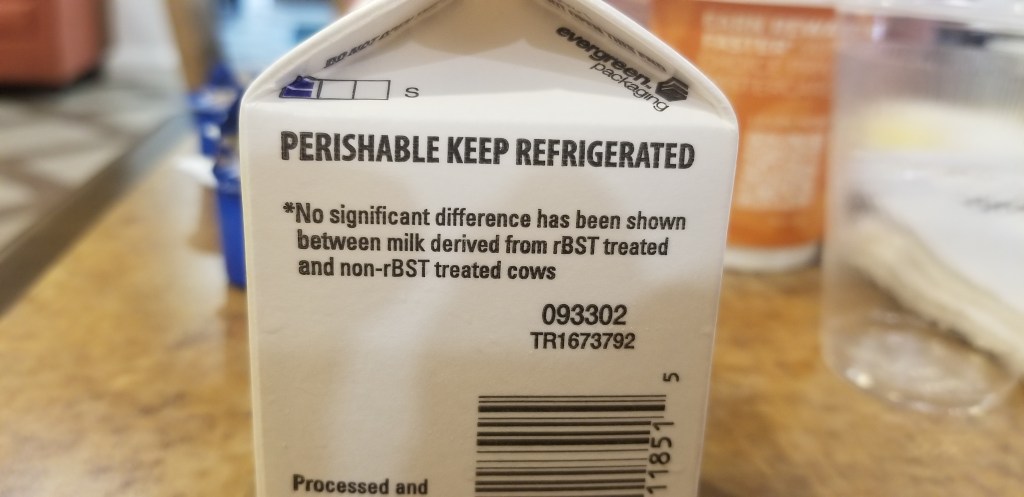 evergreen
packaging
S
PERISHABLE KEEP REFRIGERATED
*No significant difference has been shown
between milk derived from rBST treated
and non-rBST treated cows
093302
TR1673792
5
11851
Processed and